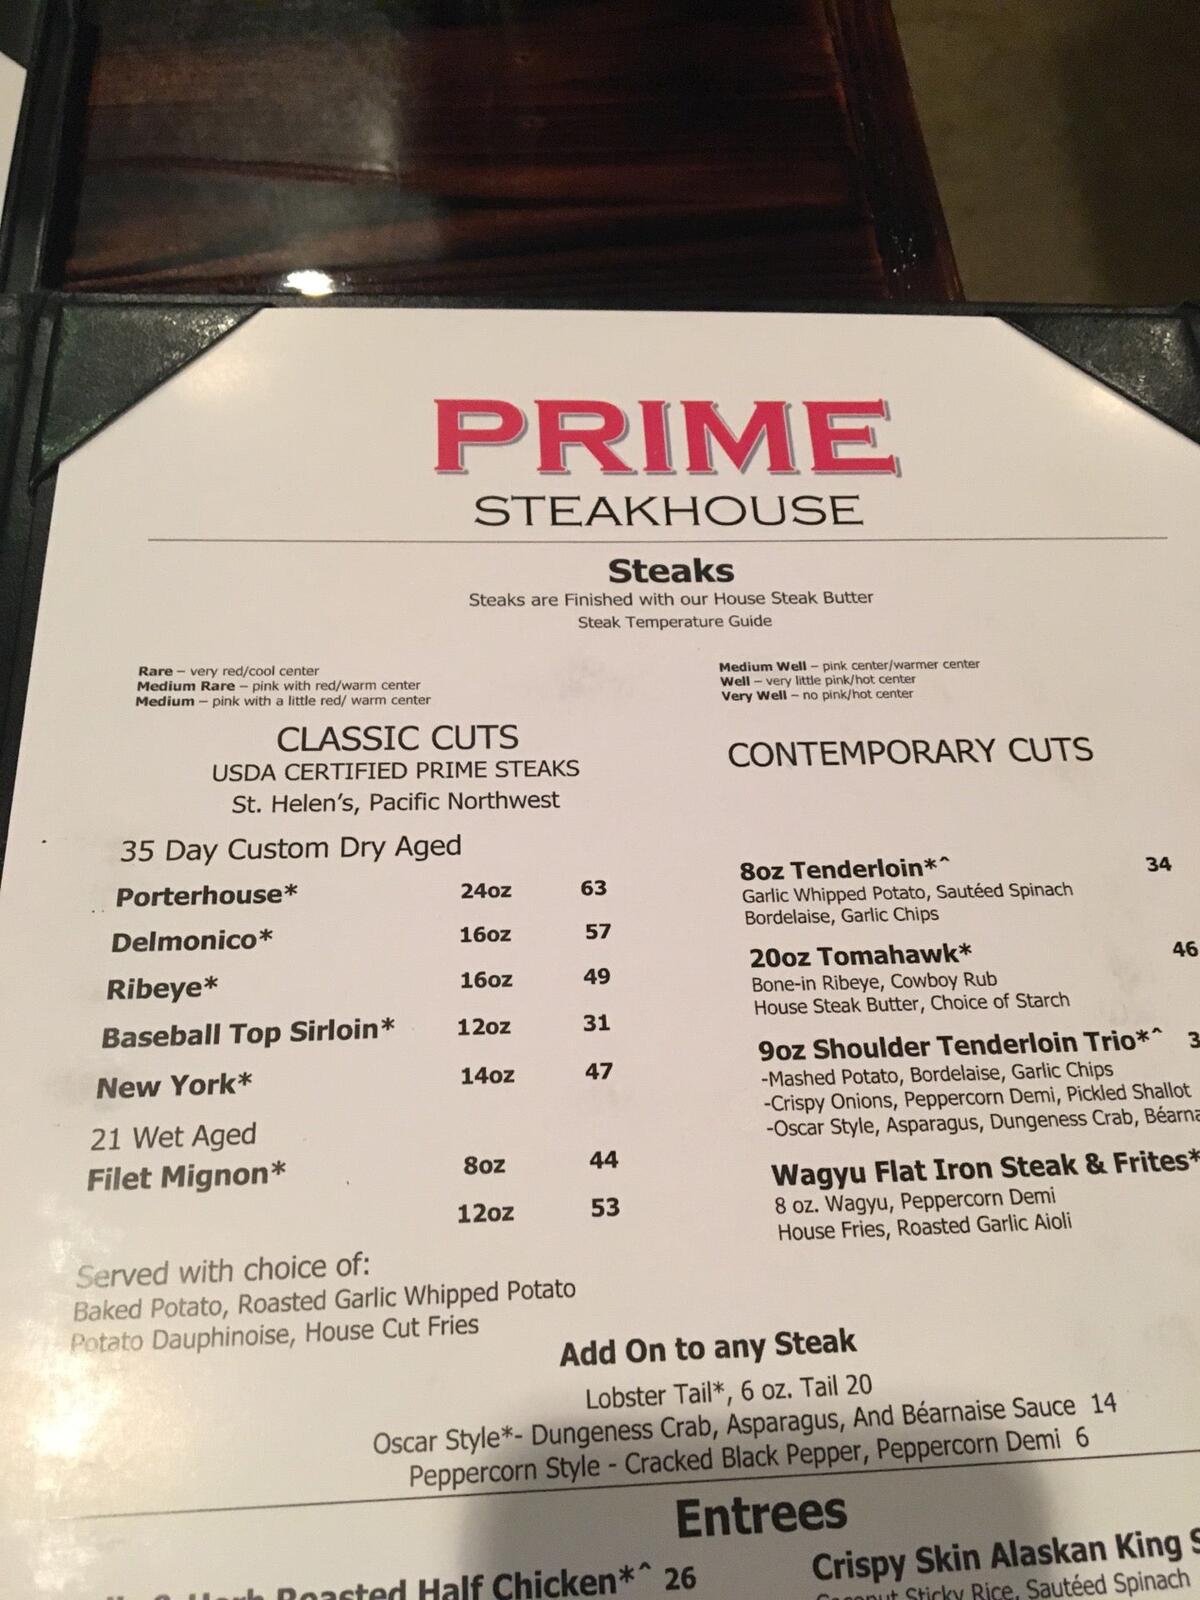 PRIME
STEAKHOUSE
Steaks
Steaks are Finished with our House Steak Butter
Steak Temperature Guide
Rare – very red/cool center
Medium Rare – pink with red/warm center
Medium – pink with a little red/ warm center
Medium Well – pink center/warmer center
Well – very little pink/hot center
Very Well – no pink/hot center
CLASSIC CUTS
USDA CERTIFIED PRIME STEAKS
St. Helen's, Pacific Northwest
35 Day Custom Dry Aged
Porterhouse* 24oz 63
Delmonico* 16oz 57
Ribeye* 16oz 49
Baseball Top Sirloin* 12oz 31
New York* 14oz 47
21 Wet Aged
Filet Mignon* 8oz 44
12oz 53
Served with choice of:
Baked Potato, Roasted Garlic Whipped Potato
Potato Dauphinoise, House Cut Fries
CONTEMPORARY CUTS
8oz Tenderloin*^ 34
Garlic Whipped Potato, Sautéed Spinach
Bordelaise, Garlic Chips
20oz Tomahawk* 46
Bone-in Ribeye, Cowboy Rub
House Steak Butter, Choice of Starch
9oz Shoulder Tenderloin Trio*^ 3
-Mashed Potato, Bordelaise, Garlic Chips
-Crispy Onions, Peppercorn Demi, Pickled Shallot
-Oscar Style, Asparagus, Dungeness Crab, Béarna
Wagyu Flat Iron Steak & Frites*
8 oz. Wagyu, Peppercorn Demi
House Fries, Roasted Garlic Aioli
Add On to any Steak
Lobster Tail*, 6 oz. Tail 20
Oscar Style*- Dungeness Crab, Asparagus, And Béarnaise Sauce 14
Peppercorn Style - Cracked Black Pepper, Peppercorn Demi 6
Entrees
Roasted Half Chicken*^ 26
Crispy Skin Alaskan King S
Sticky Rice, Sautéed Spinach